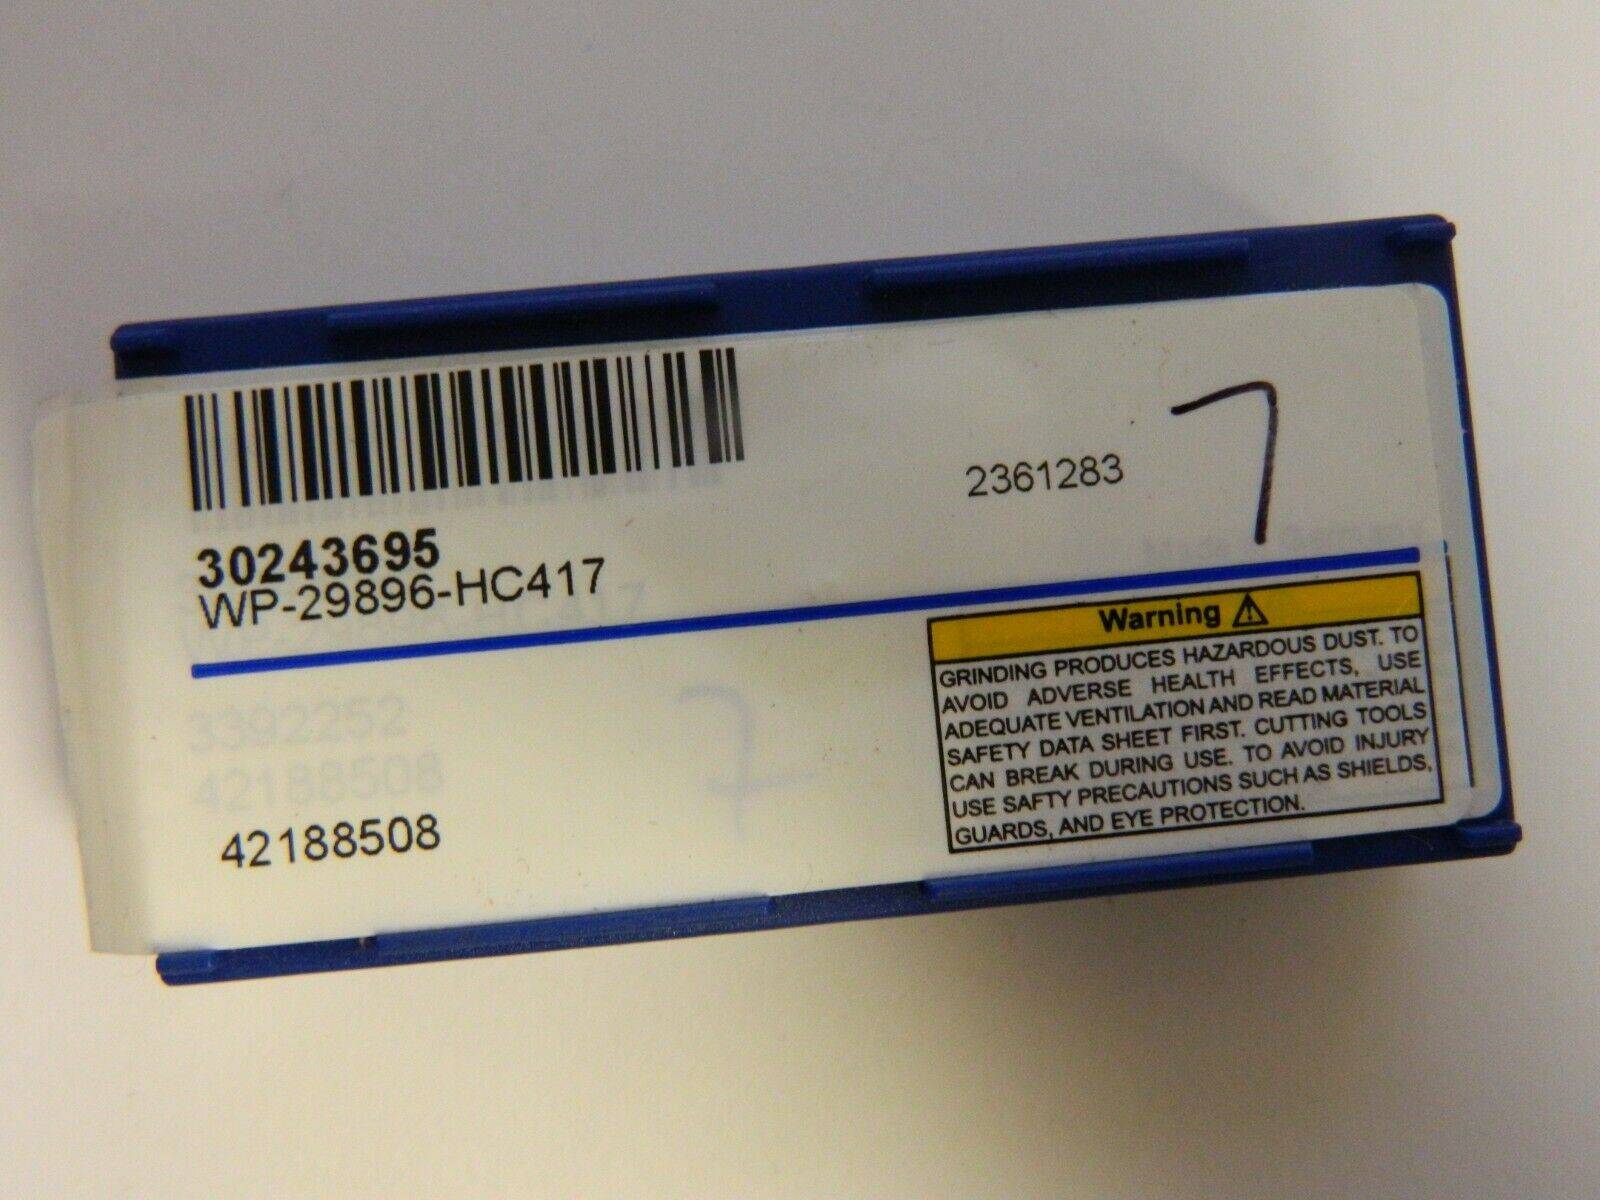 7
2361283
30243695
WP-29896-HC417
Warning
GRINDING PRODUCES HAZARDOUS DUST. TO
AVOID ADVERSE HEALTH EFFECTS, USE
ADEQUATE VENTILATION AND READ MATERIAL
SAFETY DATA SHEET FIRST. CUTTING TOOLS
CAN BREAK DURING USE. TO AVOID INJURY
USE SAFTY PRECAUTIONS SUCH AS SHIELDS,
GUARDS, AND EYE PROTECTION.
3392252
42188508
42188508